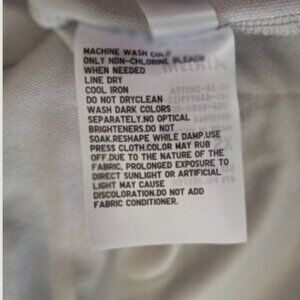 MACHINE WASH COLD
ONLY NON-CHLORINE BLEACH
WHEN NEEDED
LINE DRY
COOL IRON
DO NOT DRYCLEAN
WASH DARK COLORS
SEPARATELY.NO OPTICAL
BRIGHTENERS.DO NOT
SOAK.RESHAPE WHILE DAMP.USE
PRESS CLOTH.COLOR MAY RUB
OFF.DUE TO THE NATURE OF THE
FABRIC, PROLONGED EXPOSURE TO
DIRECT SUNLIGHT OR ARTIFICIAL
LIGHT MAY CAUSE
DISCOLORATION.DO NOT ADD
FABRIC CONDITIONER.